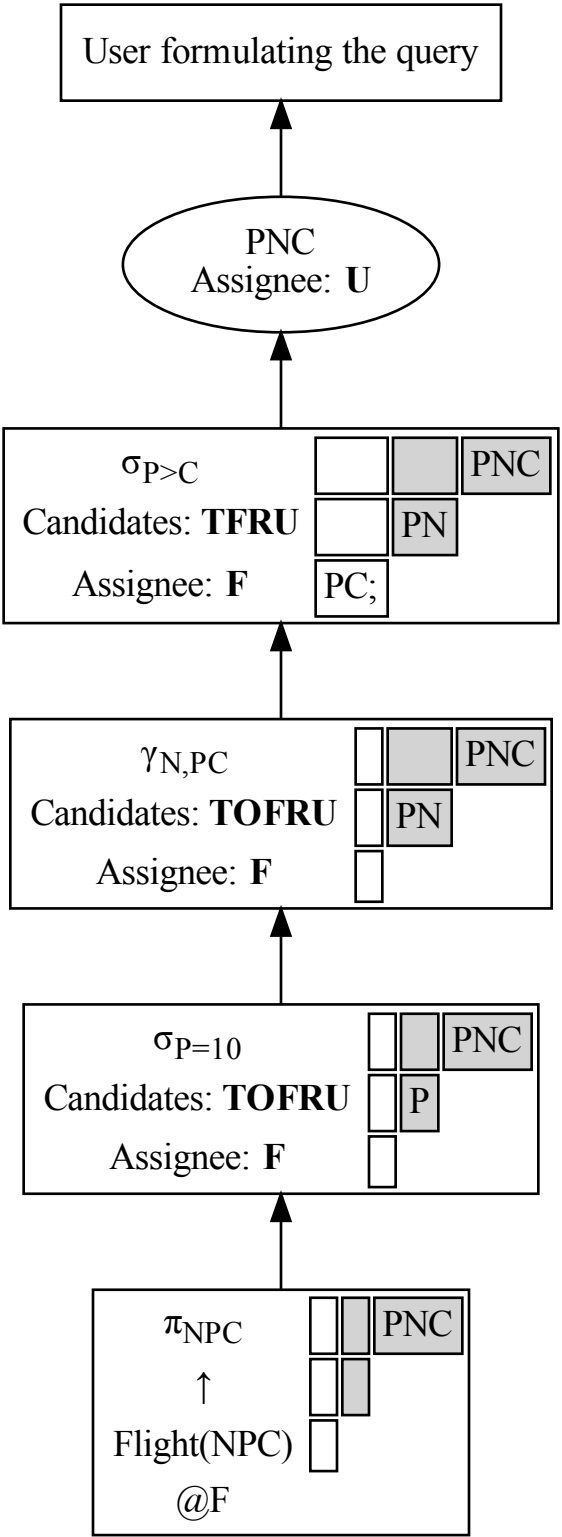 User formulating the query
PNC
Assignee: U
σP>C PNC
Candidates: TFRU PN
Assignee: F PC;
γN,PC PNC
Candidates: TOFRU PN
Assignee: F
σP=10 PNC
Candidates: TOFRU P
Assignee: F
πNPC PNC
↑
Flight(NPC)
@F